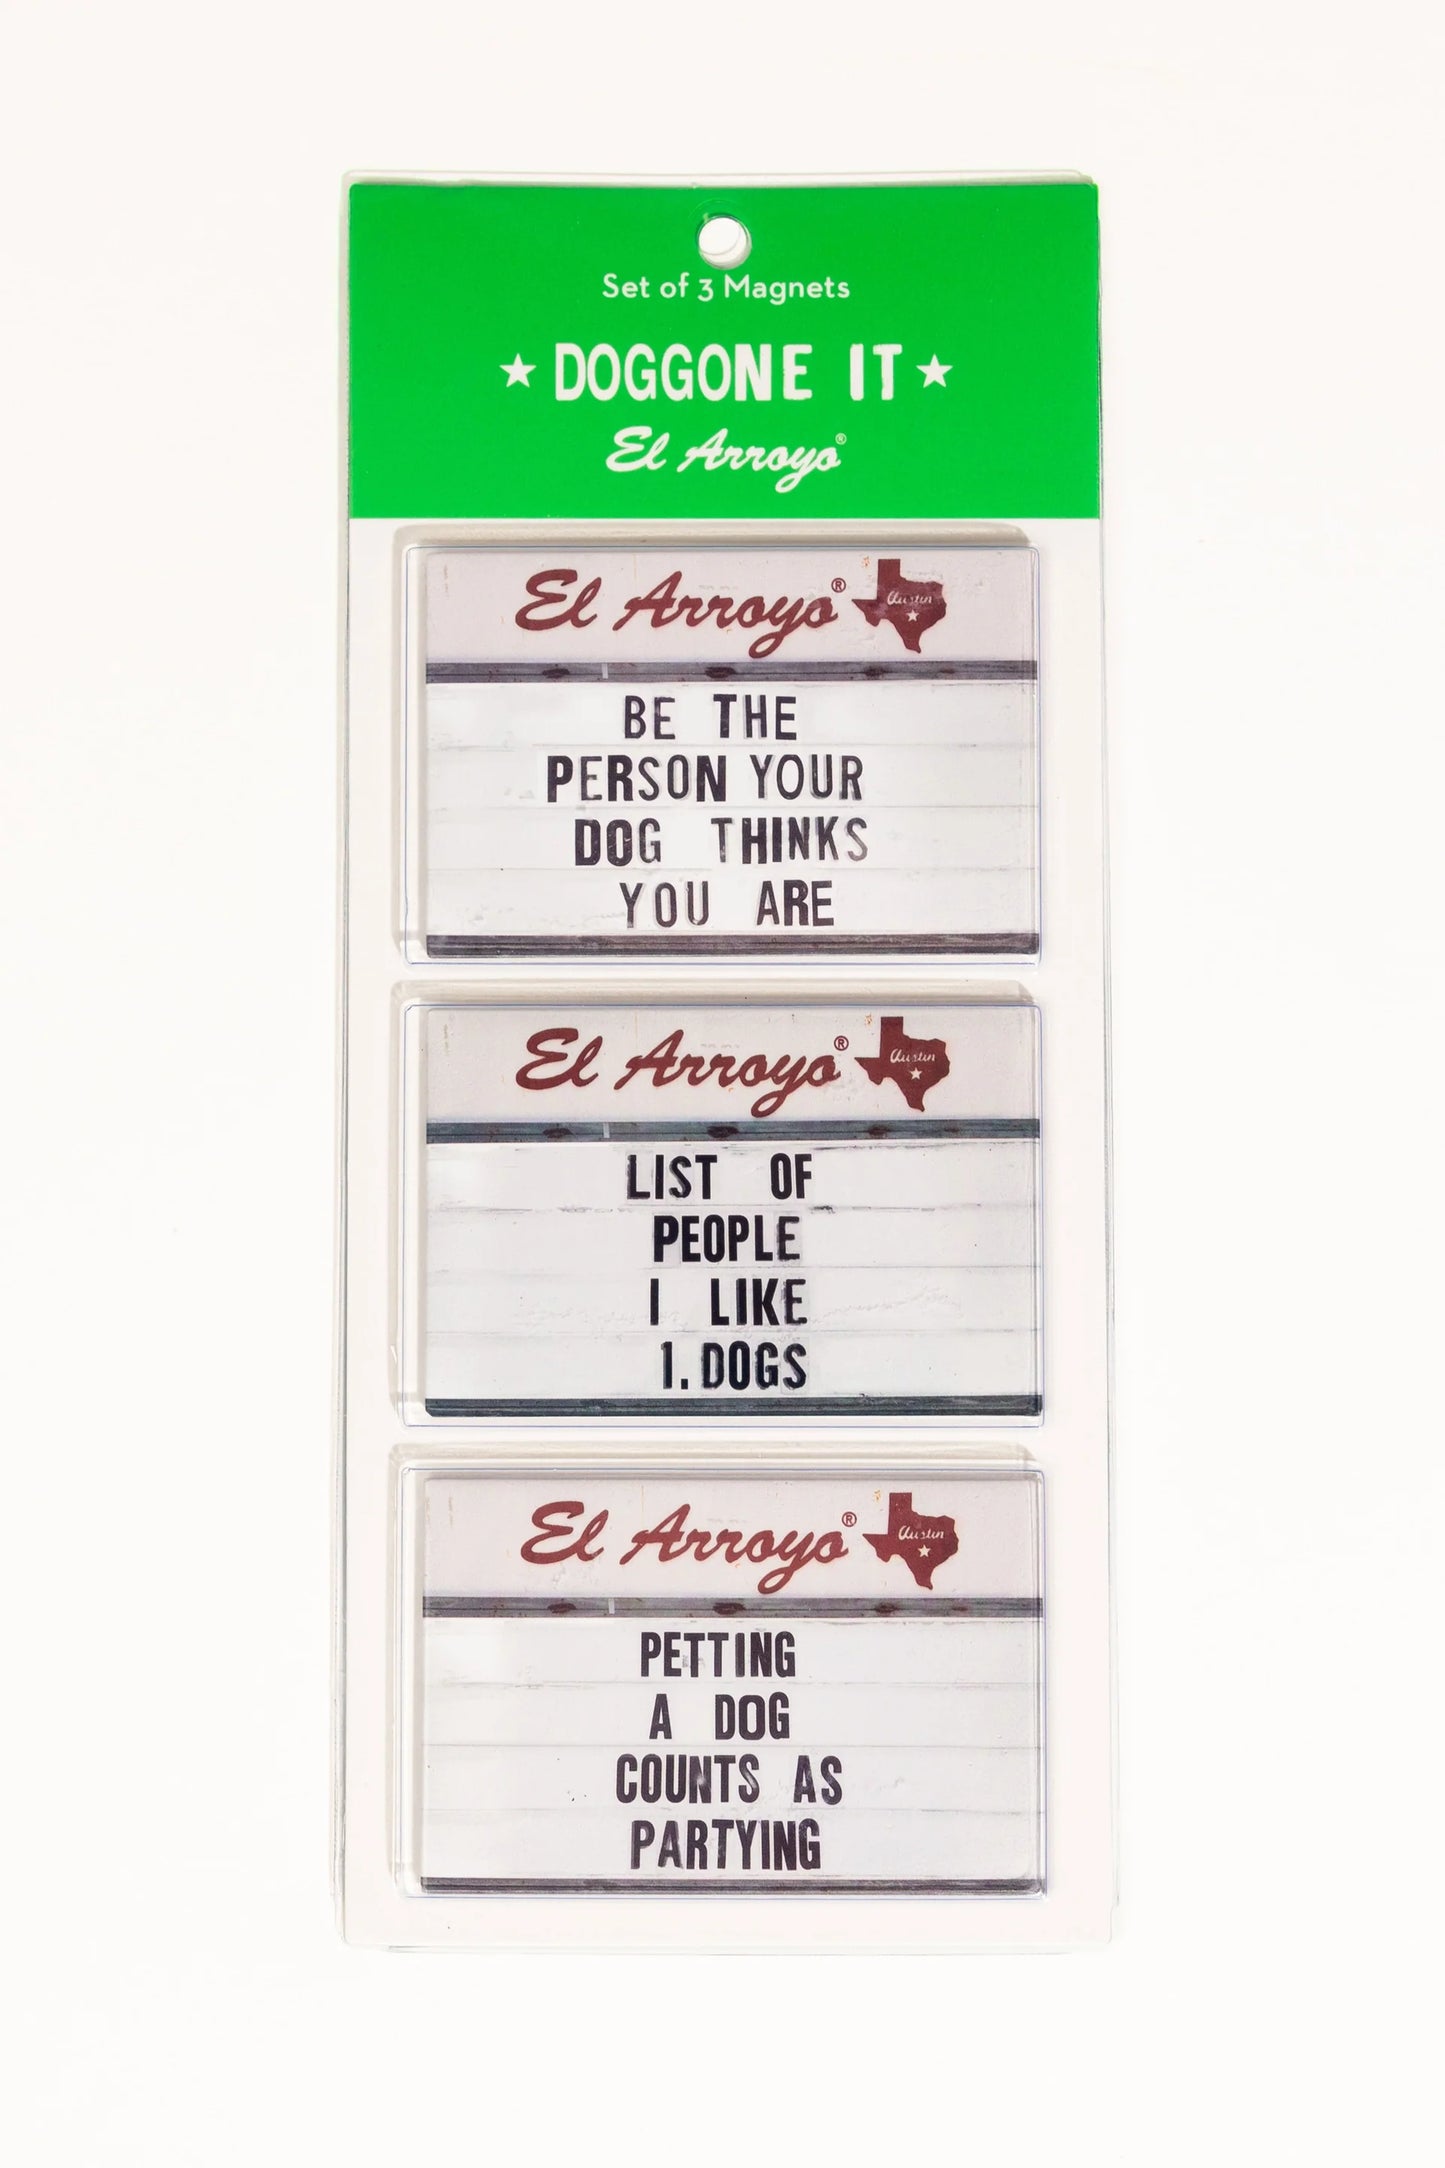 Set of 3 Magnets
★ DOGGONE IT ★
El Arroyo®
El Arroyo®
Austin
BE THE
PERSON YOUR
DOG THINKS
YOU ARE
El Arroyo®
Austin
LIST OF
PEOPLE
I LIKE
1. DOGS
El Arroyo®
Austin
PETTING
A DOG
COUNTS AS
PARTYING